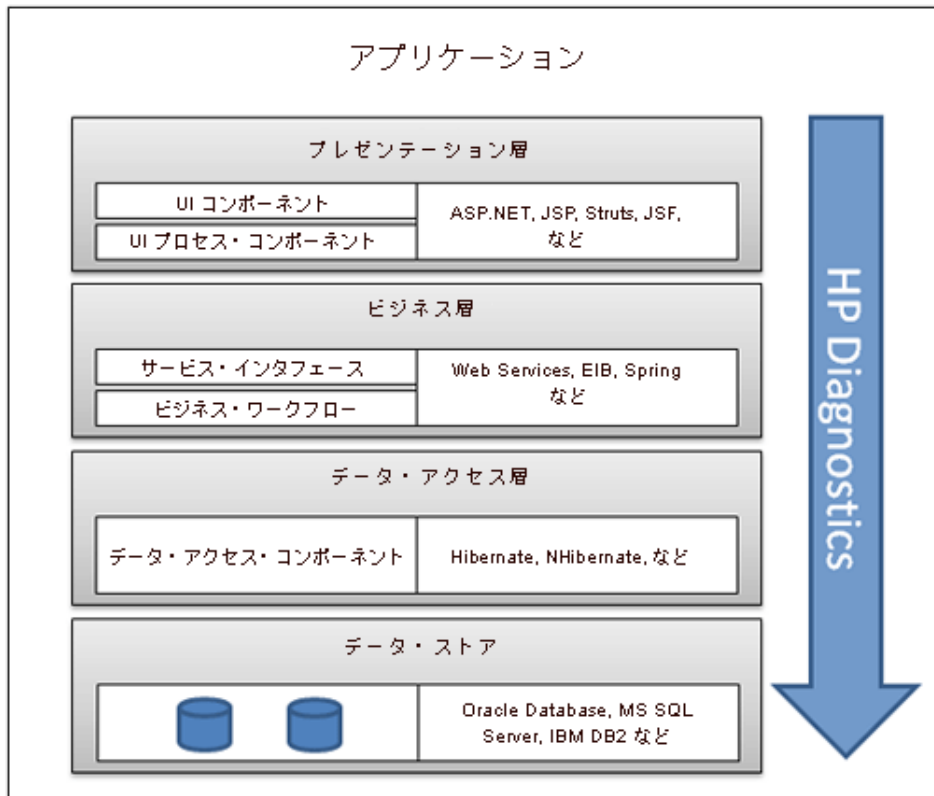 アプリケーション
プレゼンテーション層
UI コンポーネント
UI プロセス・コンポーネント
ASP.NET, JSP, Struts, JSF,
など
ビジネス層
サービス・インタフェース
ビジネス・ワークフロー
Web Services, EIB, Spring
など
データ・アクセス層
データ・アクセス・コンポーネント
Hibernate, NHibernate, など
データ・ストア
Oracle Database, MS SQL
Server, IBM DB2 など
HP Diagnostics